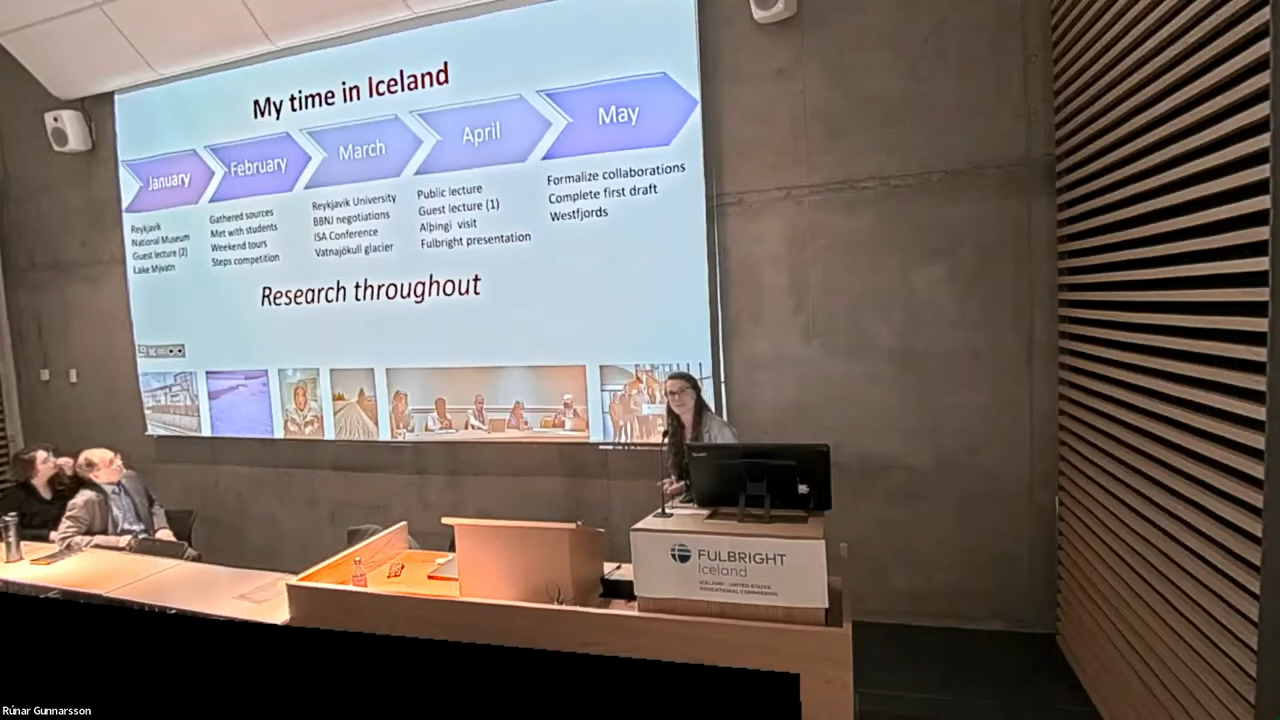 My time in Iceland
January
February
March
April
May
Reykjavik
National Museum
Guest lecture (2)
Lake Mývatn
Gathered sources
Met with students
Weekend tours
Steps competition
Reykjavik University
BBNJ negotiations
ISA Conference
Vatnajökull glacier
Public lecture
Guest lecture (1)
Alþingi visit
Fulbright presentation
Formalize collaborations
Complete first draft
Westfjords
Research throughout
FULBRIGHT
Iceland
ICELAND - UNITED STATES
EDUCATIONAL COMMISSION
Rúnar Gunnarsson